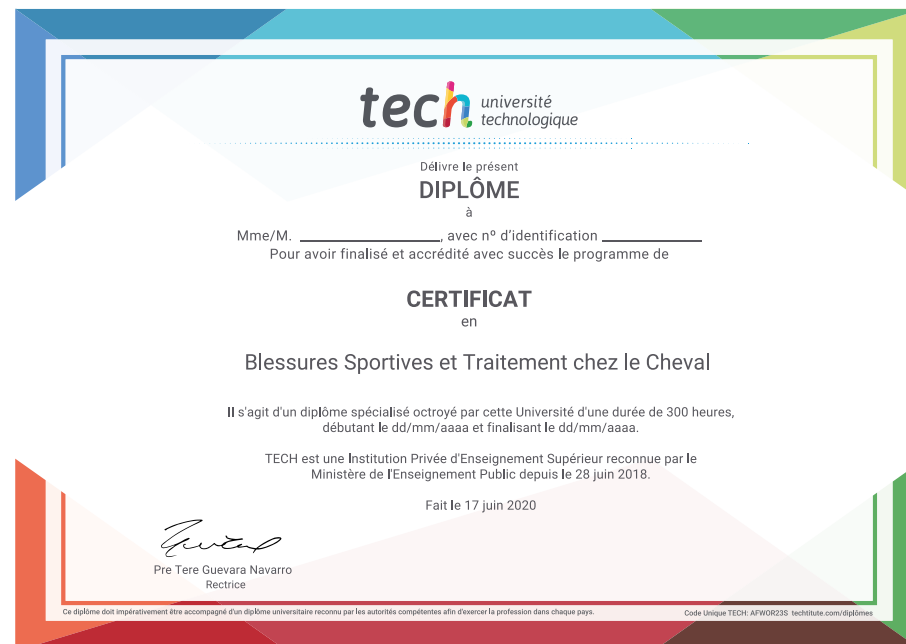 tech université
technologique
Délivre le présent
DIPLÔME
à
Mme/M. ____________________, avec nº d'identification ______________
Pour avoir finalisé et accrédité avec succès le programme de
CERTIFICAT
en
Blessures Sportives et Traitement chez le Cheval
Il s'agit d'un diplôme spécialisé octroyé par cette Université d'une durée de 300 heures,
débutant le dd/mm/aaaa et finalisant le dd/mm/aaaa.
TECH est une Institution Privée d'Enseignement Supérieur reconnue par le
Ministère de l'Enseignement Public depuis le 28 juin 2018.
Fait le 17 juin 2020
Pre Tere Guevara Navarro
Rectrice
Ce diplôme doit impérativement être accompagné d'un diplôme universitaire reconnu par les autorités compétentes afin d'exercer la profession dans chaque pays.
Code Unique TECH: AFWOR23S techtitute.com/diplômes